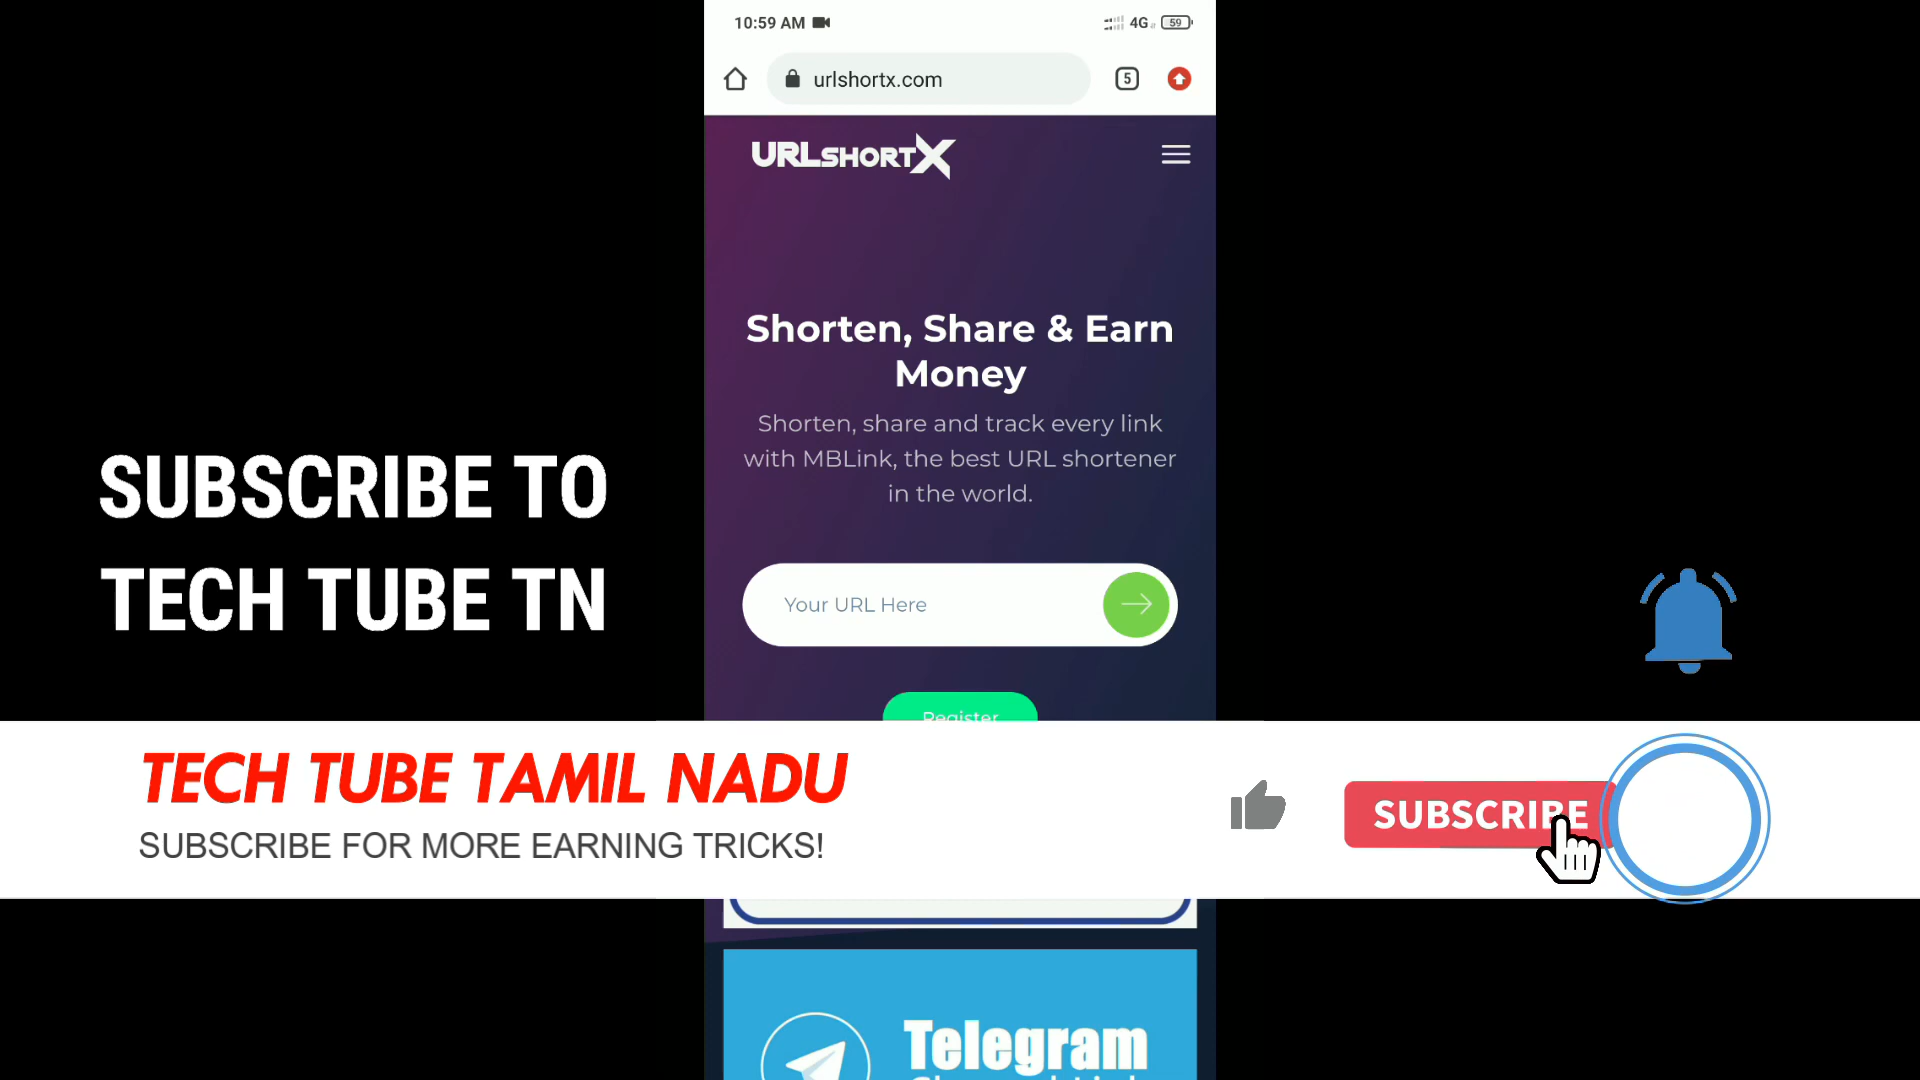 10:59 AM
4G
59
urlshortx.com
5
URLSHORTX
Shorten, Share & Earn
Money
Shorten, share and track every link
with MBLink, the best URL shortener
in the world.
Your URL Here
Register
SUBSCRIBE TO
TECH TUBE TN
TECH TUBE TAMIL NADU
SUBSCRIBE FOR MORE EARNING TRICKS!
SUBSCRIBE
Telegram